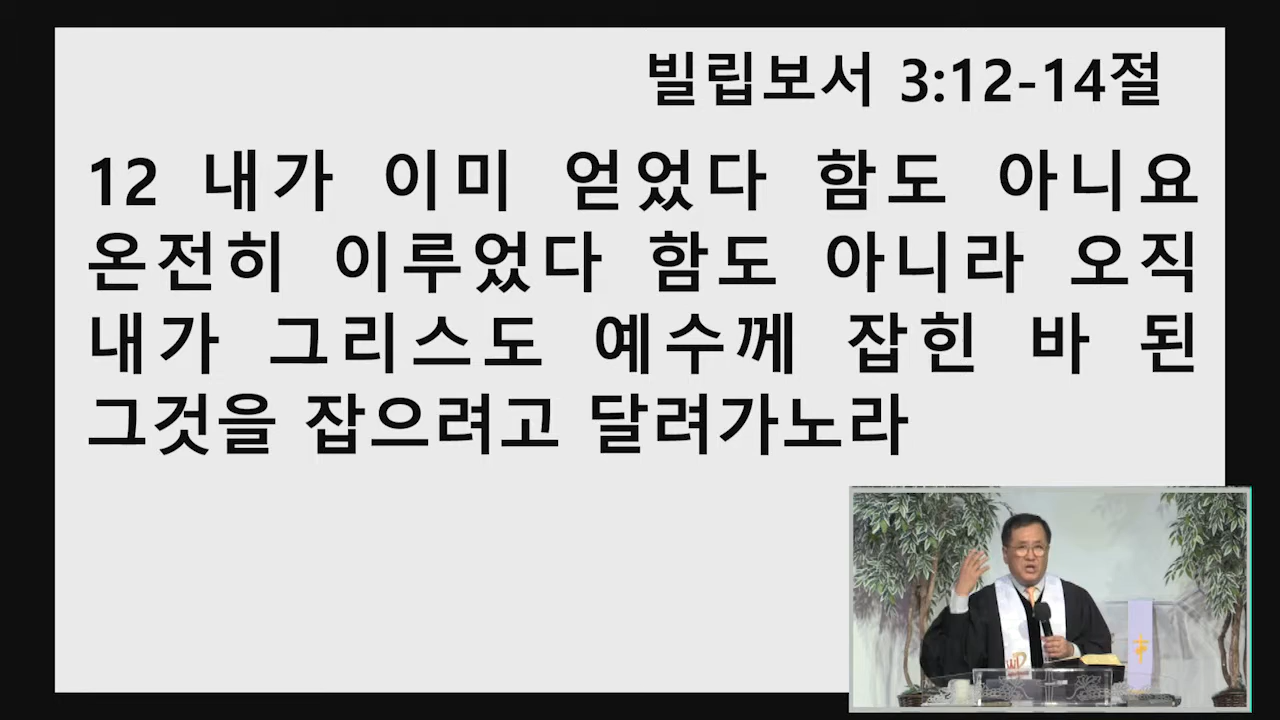 빌립보서 3:12-14절
12 내가 이미 얻었다 함도 아니요
온전히 이루었다 함도 아니라 오직
내가 그리스도 예수께 잡힌 바 된
그것을 잡으려고 달려가노라